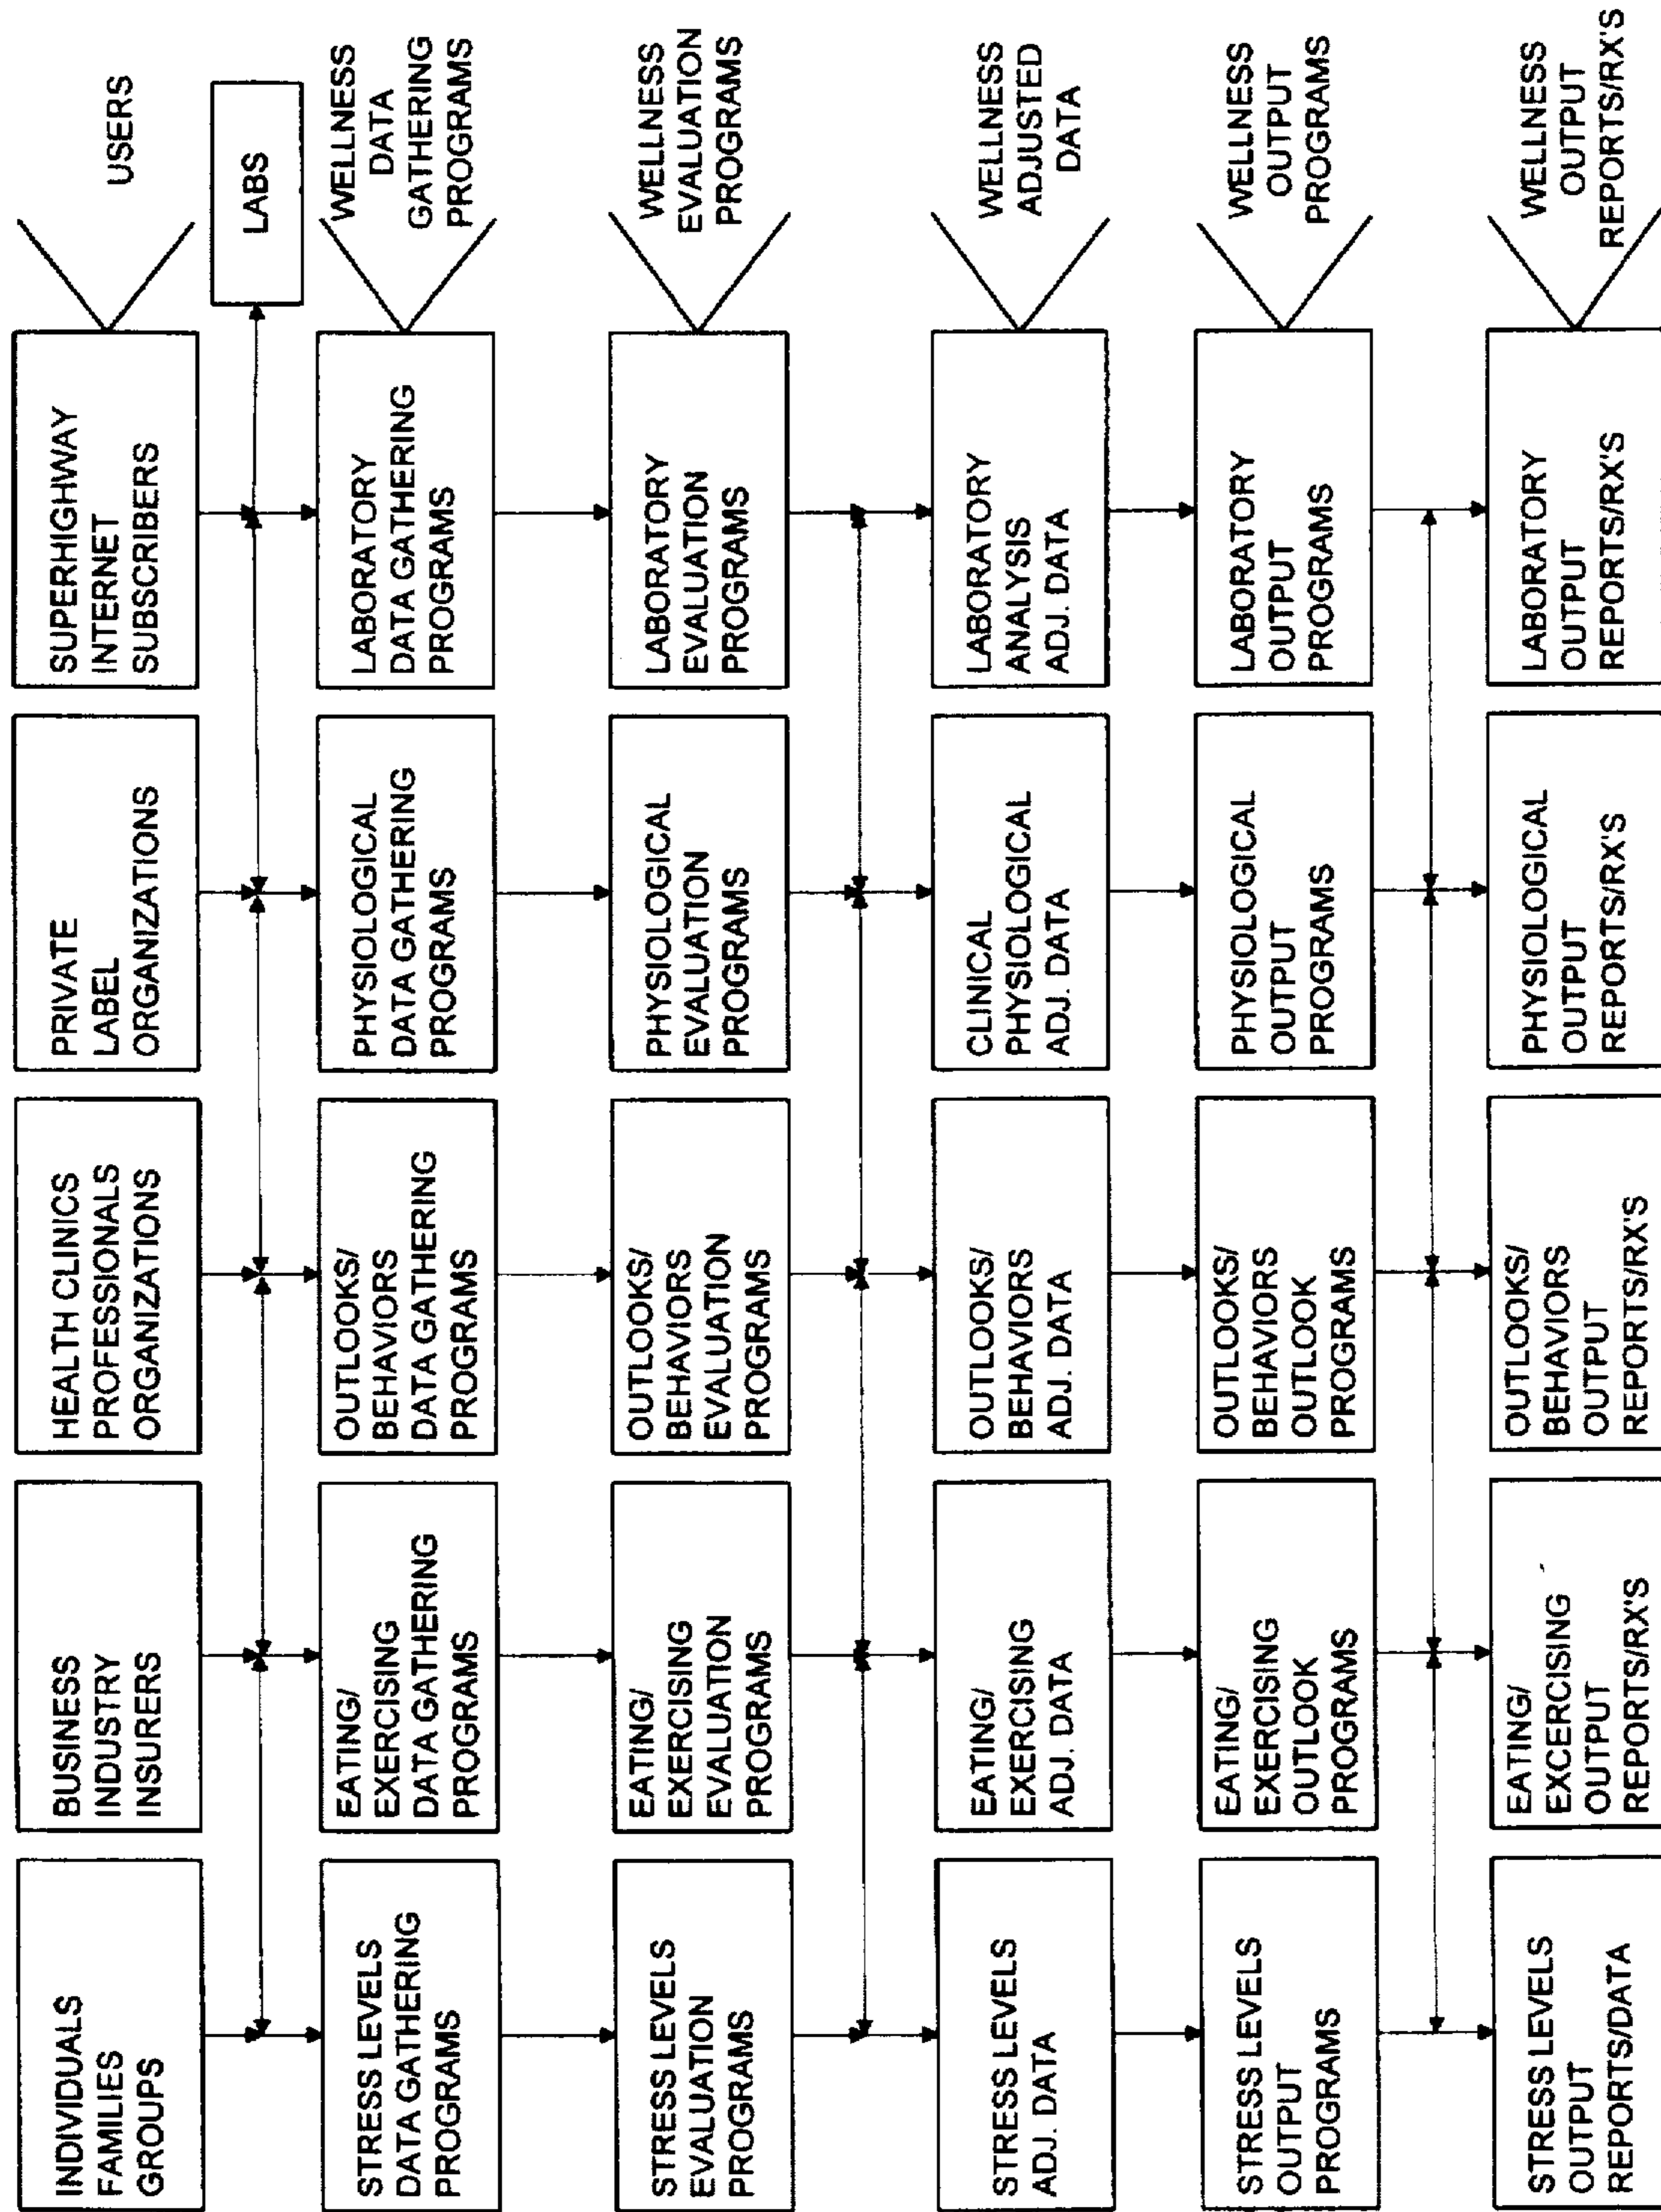 INDIVIDUALS
FAMILIES
GROUPS
BUSINESS
INDUSTRY
INSURERS
HEALTH CLINICS
PROFESSIONALS
ORGANIZATIONS
PRIVATE
LABEL
ORGANIZATIONS
SUPERHIGHWAY
INTERNET
SUBSCRIBERS
USERS
LABS
STRESS LEVELS
DATA GATHERING
PROGRAMS
EATING/
EXERCISING
DATA GATHERING
PROGRAMS
OUTLOOKS/
BEHAVIORS
DATA GATHERING
PROGRAMS
PHYSIOLOGICAL
DATA GATHERING
PROGRAMS
LABORATORY
DATA GATHERING
PROGRAMS
WELLNESS
DATA
GATHERING
PROGRAMS
STRESS LEVELS
EVALUATION
PROGRAMS
EATING/
EXERCISING
EVALUATION
PROGRAMS
OUTLOOKS/
BEHAVIORS
EVALUATION
PROGRAMS
PHYSIOLOGICAL
EVALUATION
PROGRAMS
LABORATORY
EVALUATION
PROGRAMS
WELLNESS
EVALUATION
PROGRAMS
STRESS LEVELS
ADJ. DATA
EATING/
EXERCISING
ADJ. DATA
OUTLOOKS/
BEHAVIORS
ADJ. DATA
CLINICAL
PHYSIOLOGICAL
ADJ. DATA
LABORATORY
ANALYSIS
ADJ. DATA
WELLNESS
ADJUSTED
DATA
STRESS LEVELS
OUTPUT
PROGRAMS
EATING/
EXERCISING
OUTLOOK
PROGRAMS
OUTLOOKS/
BEHAVIORS
OUTLOOK
PROGRAMS
PHYSIOLOGICAL
OUTPUT
PROGRAMS
LABORATORY
OUTPUT
PROGRAMS
WELLNESS
OUTPUT
PROGRAMS
STRESS LEVELS
OUTPUT
REPORTS/DATA
EATING/
EXCERISING
OUTPUT
REPORTS/RX'S
OUTLOOKS/
BEHAVIORS
OUTPUT
REPORTS/RX'S
PHYSIOLOGICAL
OUTPUT
REPORTS/RX'S
LABORATORY
OUTPUT
REPORTS/RX'S
WELLNESS
OUTPUT
REPORTS/RX'S